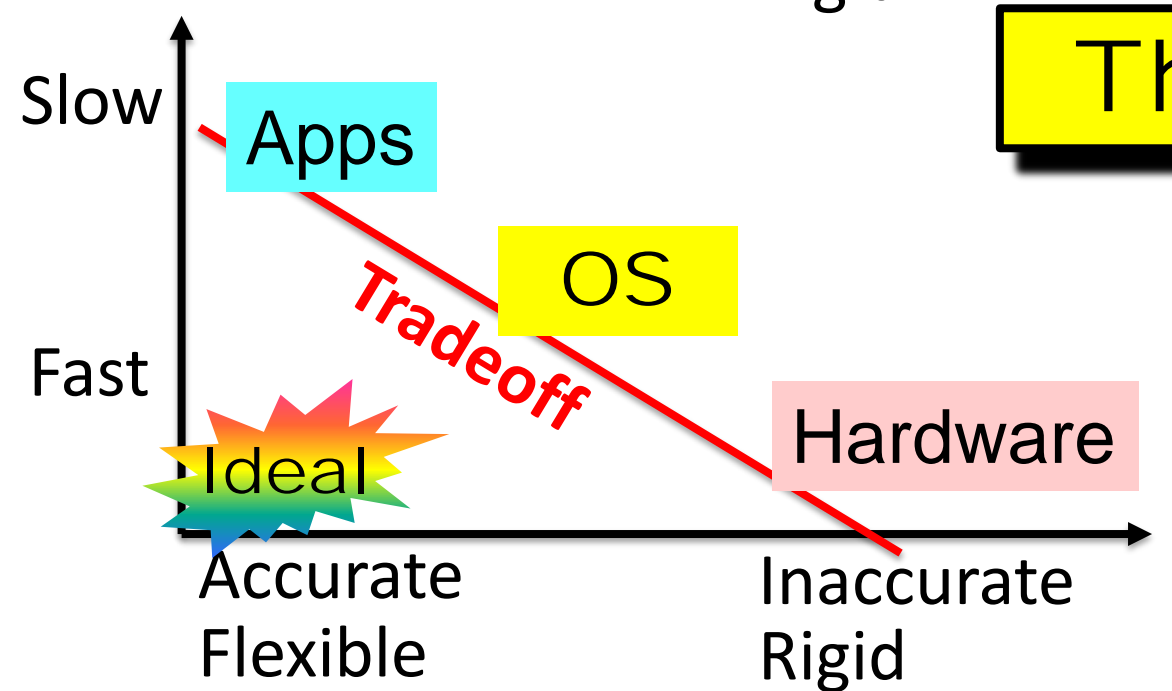 Slow
Apps
OS
Tradeoff
Fast
Hardware
Ideal
Accurate
Flexible
Inaccurate
Rigid